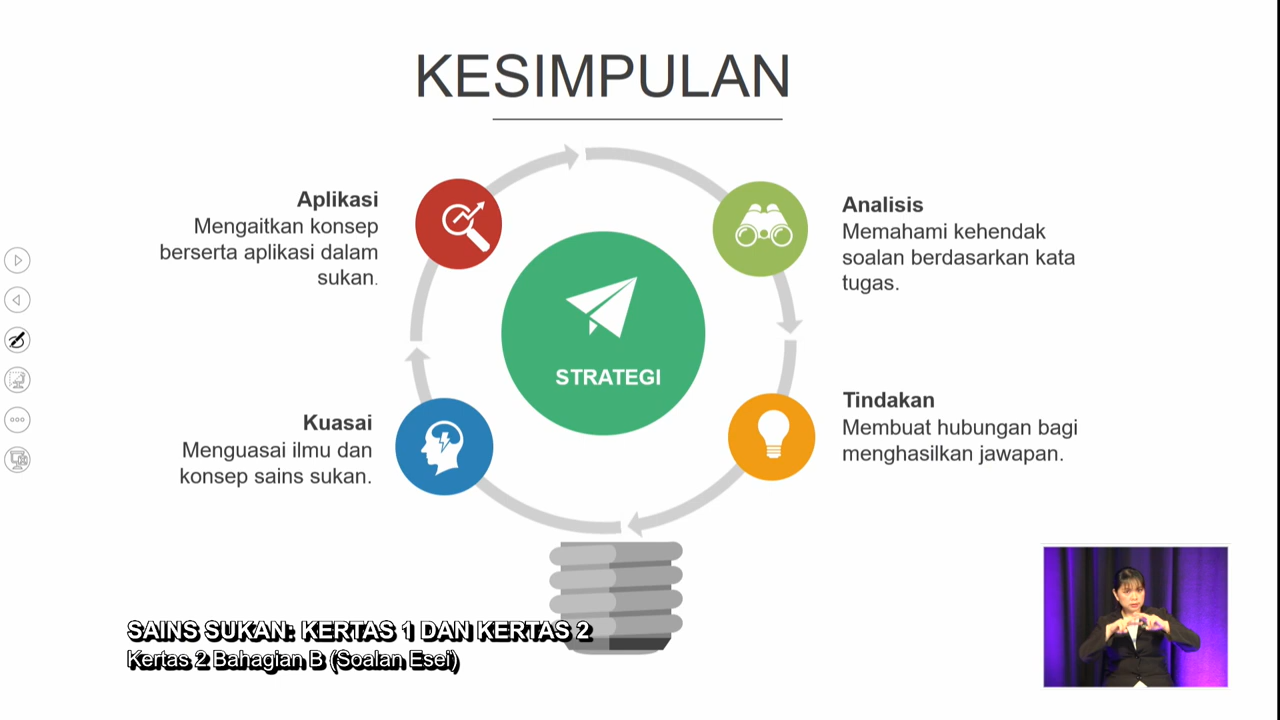 KESIMPULAN
Aplikasi
Mengaitkan konsep
berserta aplikasi dalam
sukan.
Analisis
Memahami kehendak
soalan berdasarkan kata
tugas.
STRATEGI
Kuasai
Menguasai ilmu dan
konsep sains sukan.
Tindakan
Membuat hubungan bagi
menghasilkan jawapan.
SAINS SUKAN: KERTAS 1 DAN KERTAS 2
Kertas 2 Bahagian B (Soalan Esei)